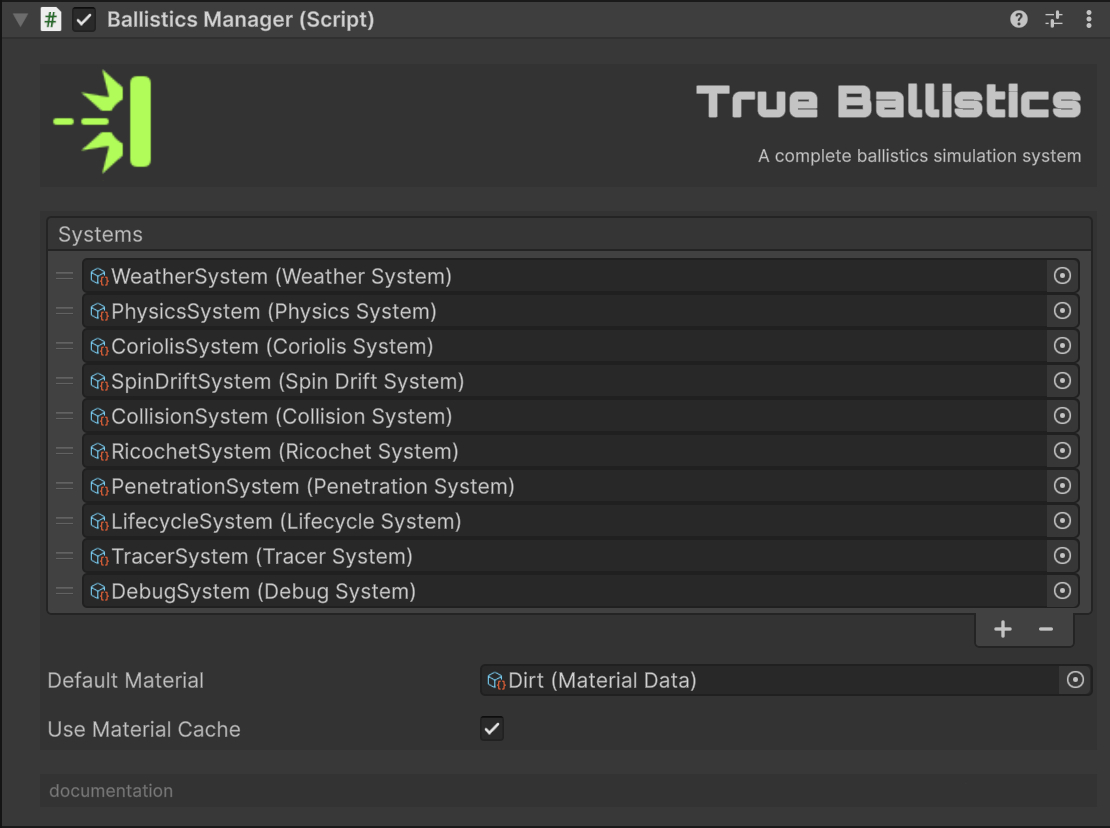 Ballistics Manager (Script)
True Ballistics
A complete ballistics simulation system
Systems
WeatherSystem (Weather System)
PhysicsSystem (Physics System)
CoriolisSystem (Coriolis System)
SpinDriftSystem (Spin Drift System)
CollisionSystem (Collision System)
RicochetSystem (Ricochet System)
PenetrationSystem (Penetration System)
LifecycleSystem (Lifecycle System)
TracerSystem (Tracer System)
DebugSystem (Debug System)
Default Material Dirt (Material Data)
Use Material Cache
documentation